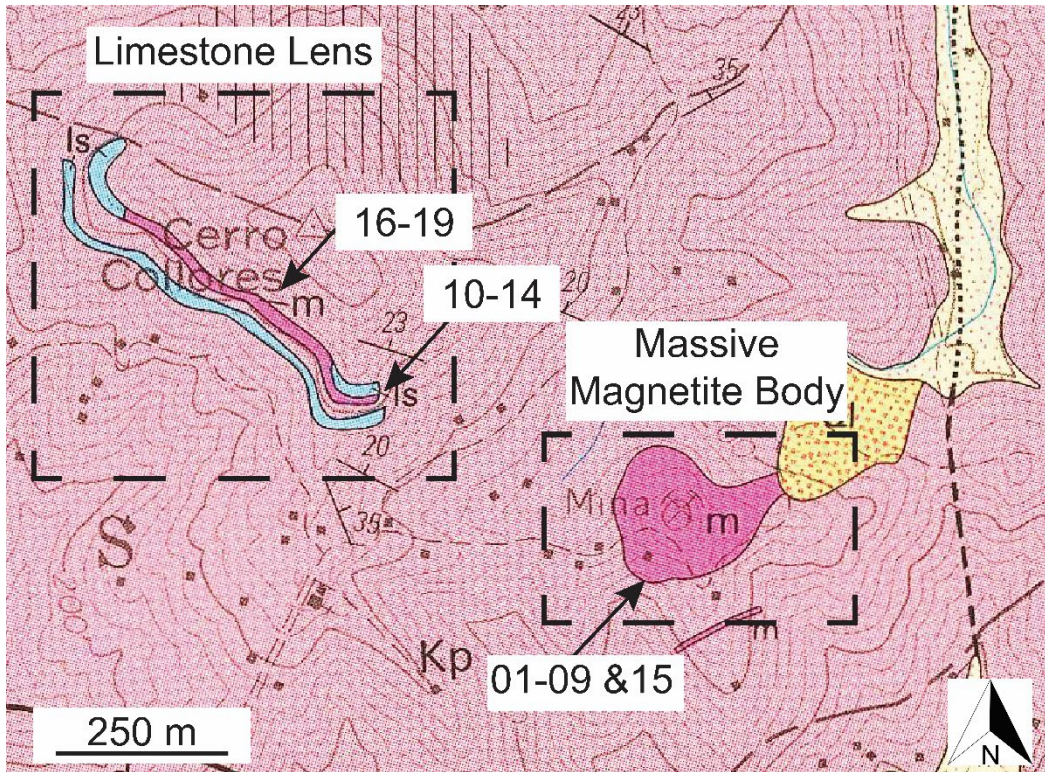 23
Limestone Lens
35
ls
16-19
Cerro
Collores
m
10-14
20
23
ls
Massive
Magnetite Body
20
Mina
m
39
S
200
Kp
m
01-09 &15
250 m
N